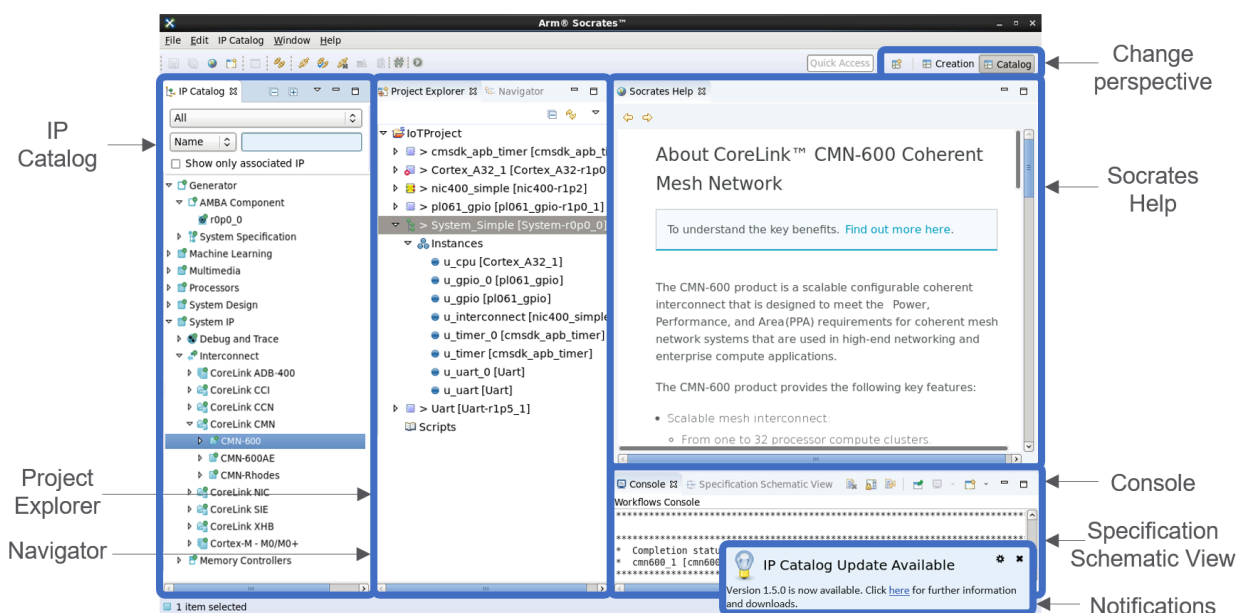 Arm® Socrates™
File Edit IP Catalog Window Help
Quick Access
Creation
Catalog
Change
perspective
IP Catalog
All
Name
Show only associated IP
Generator
AMBA Component
r0p0_0
System Specification
Machine Learning
Multimedia
Processors
System Design
System IP
Debug and Trace
Interconnect
CoreLink ADB-400
CoreLink CCI
CoreLink CCN
CoreLink CMN
CMN-600
CMN-600AE
CMN-Rhodes
CoreLink NIC
CoreLink SIE
CoreLink XHB
Cortex-M - M0/M0+
Memory Controllers
1 item selected
IP
Catalog
Project
Explorer
Navigator
Project Explorer
Navigator
IoTProject
> cmsdk_apb_timer [cmsdk_apb_ti
> Cortex_A32_1 [Cortex_A32-r1p0
> nic400_simple [nic400-r1p2]
> pl061_gpio [pl061_gpio-r1p0_1]
> System_Simple [System-r0p0_0]
Instances
u_cpu [Cortex_A32_1]
u_gpio_0 [pl061_gpio]
u_gpio [pl061_gpio]
u_interconnect [nic400_simple
u_timer_0 [cmsdk_apb_timer]
u_timer [cmsdk_apb_timer]
u_uart_0 [Uart]
u_uart [Uart]
> Uart [Uart-r1p5_1]
Scripts
Socrates Help
About CoreLink™ CMN-600 Coherent
Mesh Network
To understand the key benefits. Find out more here.
The CMN-600 product is a scalable configurable coherent
interconnect that is designed to meet the Power,
Performance, and Area(PPA) requirements for coherent mesh
network systems that are used in high-end networking and
enterprise compute applications.
The CMN-600 product provides the following key features:
• Scalable mesh interconnect:
From one to 32 processor compute clusters.
Socrates
Help
Console
Specification Schematic View
Workflows Console
********************************************************************
********************************************************************
* Completion statu
* cmn600_1 [cmn600
******************
IP Catalog Update Available
Version 1.5.0 is now available. Click here for further information
and downloads.
Console
Specification
Schematic View
Notifications